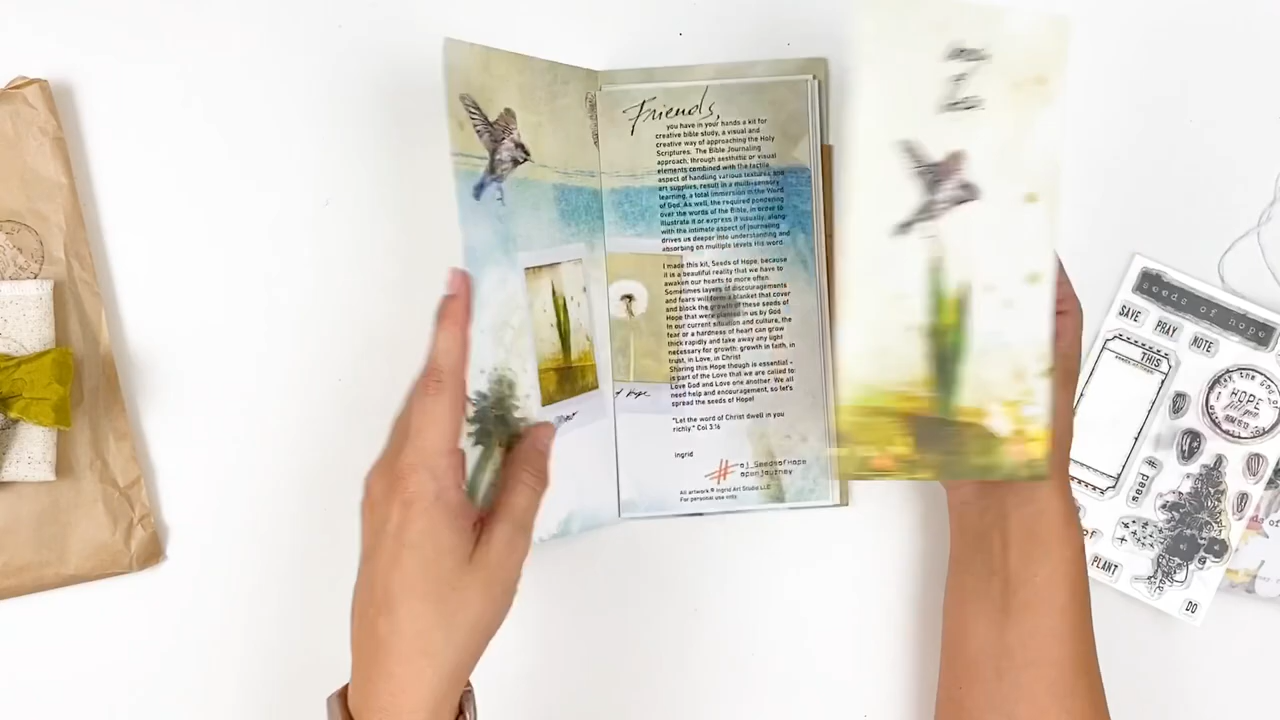 Friends,
you have in your hands a kit for
creative bible study, a visual and
creative way of approaching the Holy
Scriptures. The Bible Journaling
approach, through aesthetic or visual
elements combined with the tactile
aspect of handling various textures and
art supplies, result in a multi-sensory
learning, a total immersion in the Word
of God. As well, the required pondering
over the words of the Bible, in order to
illustrate it or express it visually, along
with the intimate aspect of journaling
drives us deeper into understanding and
absorbing on multiple levels His word.
I made this kit, Seeds of Hope, because
it is a beautiful reality that we have to
awaken our hearts to more often.
Sometimes layers of discouragements
and fears will form a blanket that cover
and block the growth of these seeds of
Hope that were planted in us by God
In our current situation and culture, the
fear or a hardness of heart can grow
thick rapidly and take away any light
necessary for growth: growth in faith, in
trust, in Love, in Christ
Sharing this Hope though is essential -
is part of the Love that we are called to:
Love God and Love one another. We all
need help and encouragement, so let's
spread the seeds of Hope!
"Let the word of Christ dwell in you
richly." Col 3:16
Ingrid
#aj_SeedsofHope
openjourney
All artwork © Ingrid Art Studio LLC
For personal use only
of Hope
seeds of hope
SAVE
PRAY
NOTE
THIS
HOPE
seed
of
PLANT
DO